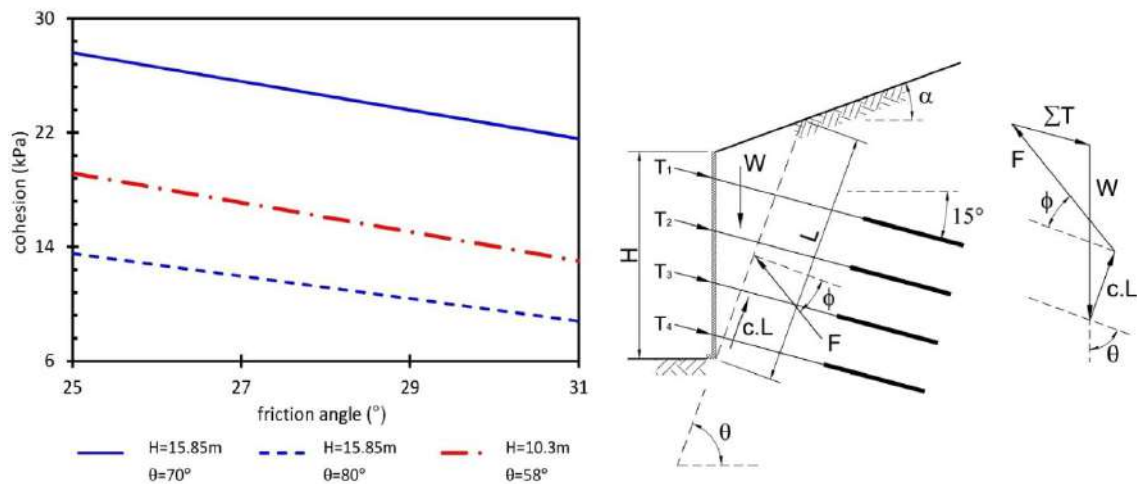 30
22
14
6
cohesion (kPa)
25
27
29
31
friction angle (°)
H=15.85m
θ=70°
H=15.85m
θ=80°
H=10.3m
θ=58°
α
H
T1
W
T2
T3
T4
15°
L
ϕ
c.L
F
θ
ΣT
F
W
ϕ
c.L
θ